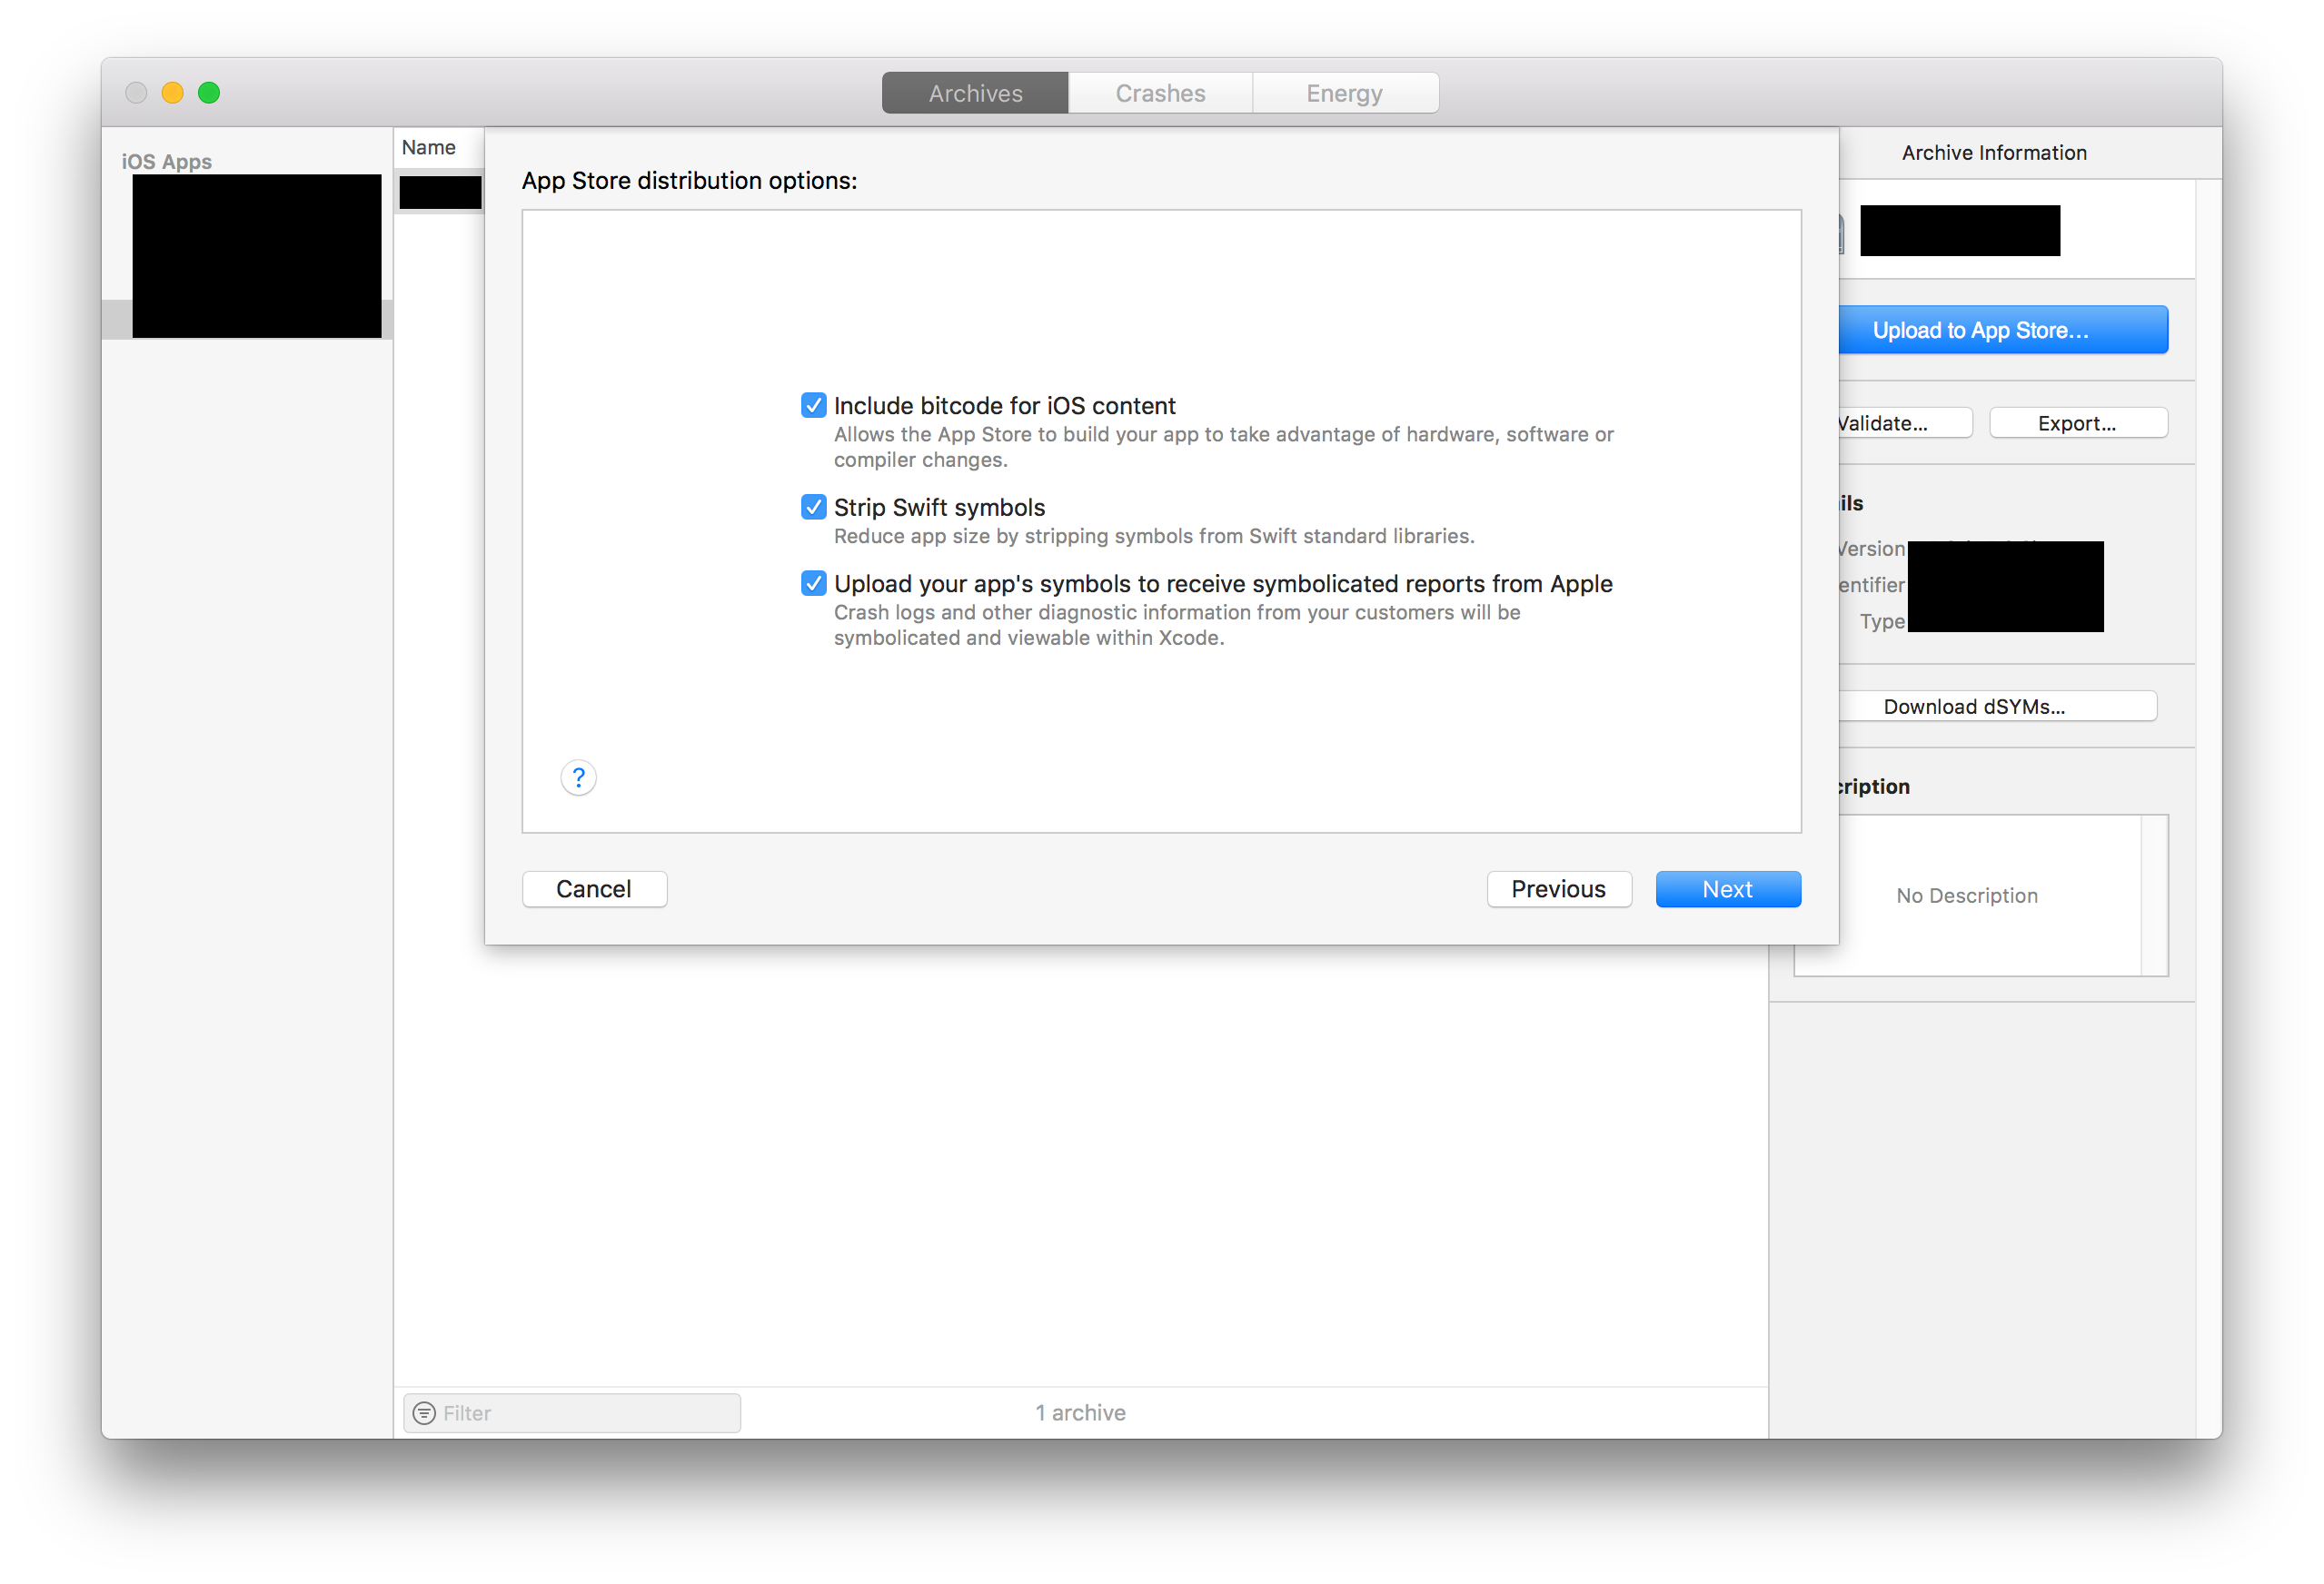 Archives
Crashes
Energy
iOS Apps
Name
App Store distribution options:
Include bitcode for iOS content
Allows the App Store to build your app to take advantage of hardware, software or
compiler changes.
Strip Swift symbols
Reduce app size by stripping symbols from Swift standard libraries.
Upload your app's symbols to receive symbolicated reports from Apple
Crash logs and other diagnostic information from your customers will be
symbolicated and viewable within Xcode.
?
Cancel
Previous
Next
Archive Information
Upload to App Store...
Validate...
Export...
ils
Version
entifier
Type
Download dSYMs...
cription
No Description
Filter
1 archive